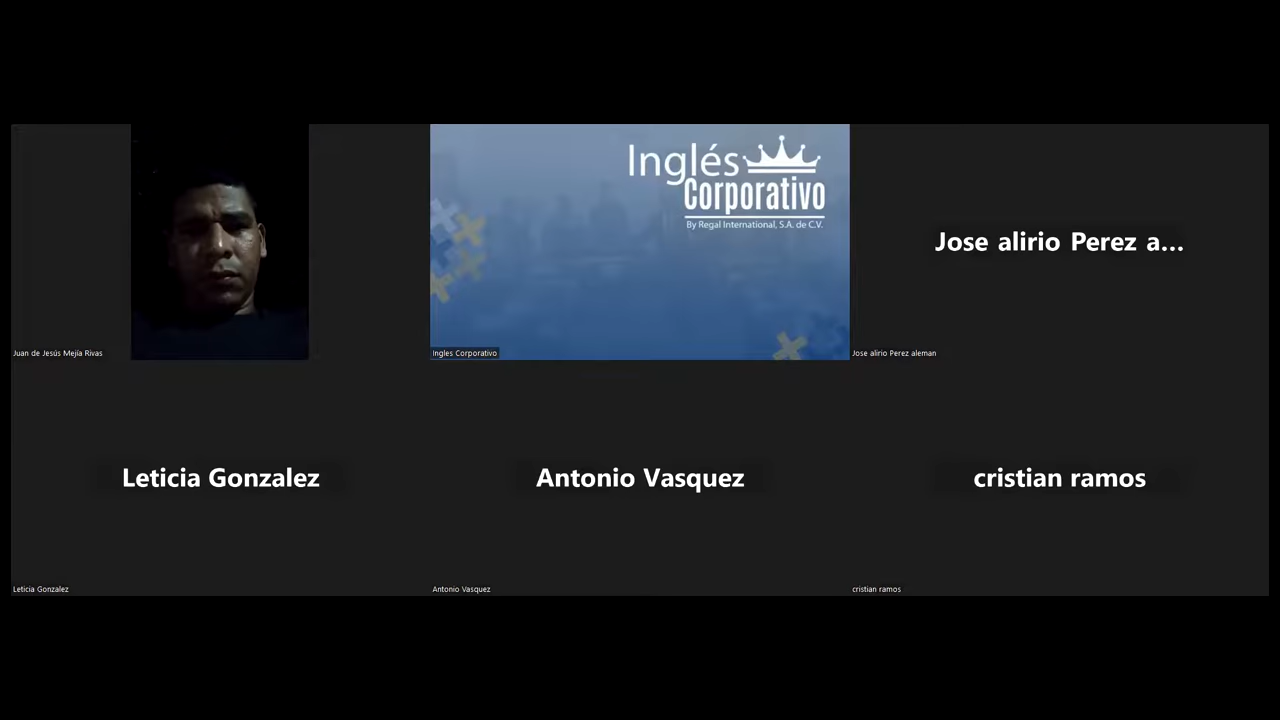 Inglés
Corporativo
By Regal International, S.A. de C.V.
Jose alirio Perez a...
Juan de Jesús Mejía Rivas
Ingles Corporativo
Jose alirio Perez aleman
Leticia Gonzalez
Antonio Vasquez
cristian ramos
Leticia Gonzalez
Antonio Vasquez
cristian ramos